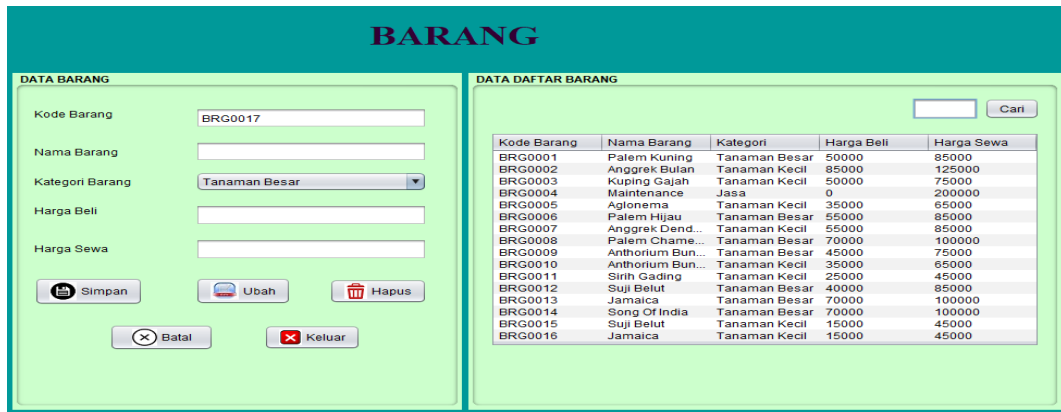 BARANG
DATA BARANG
Kode Barang BRG0017
Nama Barang
Kategori Barang Tanaman Besar
Harga Beli
Harga Sewa
Simpan Ubah Hapus
Batal Keluar
DATA DAFTAR BARANG
Cari
Kode Barang Nama Barang Kategori Harga Beli Harga Sewa
BRG0001 Palem Kuning Tanaman Besar 50000 85000
BRG0002 Anggrek Bulan Tanaman Kecil 85000 125000
BRG0003 Kuping Gajah Tanaman Kecil 50000 75000
BRG0004 Maintenance Jasa 0 200000
BRG0005 Aglonema Tanaman Kecil 35000 65000
BRG0006 Palem Hijau Tanaman Besar 55000 85000
BRG0007 Anggrek Dend... Tanaman Kecil 55000 85000
BRG0008 Palem Chame... Tanaman Besar 70000 100000
BRG0009 Anthorium Bun... Tanaman Besar 45000 75000
BRG0010 Anthorium Bun... Tanaman Kecil 35000 65000
BRG0011 Sirih Gading Tanaman Kecil 25000 45000
BRG0012 Suji Belut Tanaman Besar 40000 85000
BRG0013 Jamaica Tanaman Besar 70000 100000
BRG0014 Song Of India Tanaman Besar 70000 100000
BRG0015 Suji Belut Tanaman Kecil 15000 45000
BRG0016 Jamaica Tanaman Kecil 15000 45000